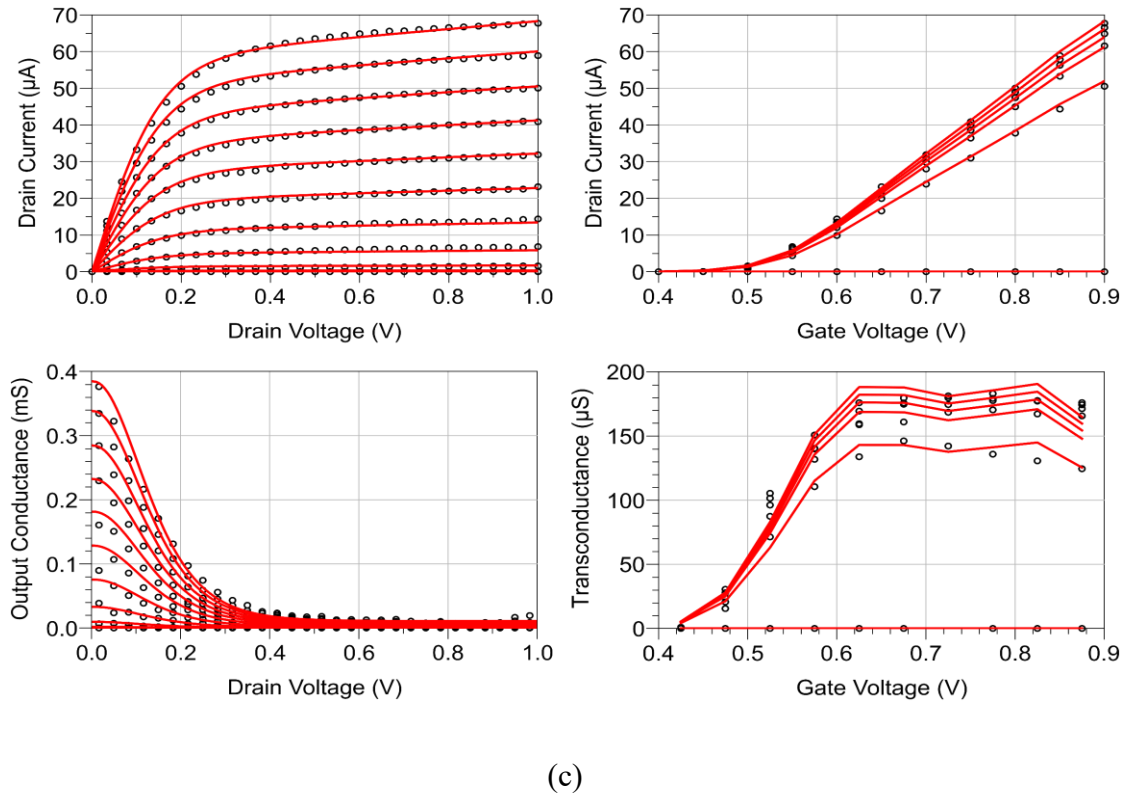 70
60
50
40
30
20
10
0
Drain Current (µA)
0.0 0.2 0.4 0.6 0.8 1.0
Drain Voltage (V)
70
60
50
40
30
20
10
0
Drain Current (µA)
0.4 0.5 0.6 0.7 0.8 0.9
Gate Voltage (V)
0.4
0.3
0.2
0.1
0.0
Output Conductance (mS)
0.0 0.2 0.4 0.6 0.8 1.0
Drain Voltage (V)
200
150
100
50
0
Transconductance (µS)
0.4 0.5 0.6 0.7 0.8 0.9
Gate Voltage (V)
(c)